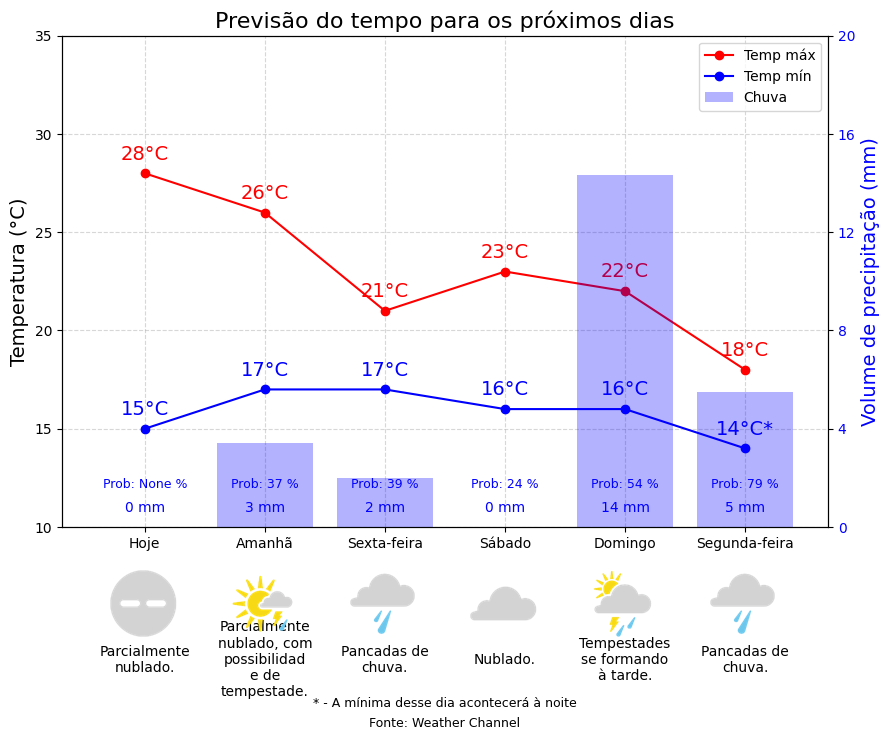 Previsão do tempo para os próximos dias
Temperatura (°C)
Volume de precipitação (mm)
35
30
25
20
15
10
20
16
12
8
4
0
Temp máx
Temp mín
Chuva
28°C
26°C
21°C
23°C
22°C
18°C
15°C
17°C
17°C
16°C
16°C
14°C*
Prob: None %
Prob: 37 %
Prob: 39 %
Prob: 24 %
Prob: 54 %
Prob: 79 %
0 mm
3 mm
2 mm
0 mm
14 mm
5 mm
Hoje
Amanhã
Sexta-feira
Sábado
Domingo
Segunda-feira
Parcialmente
nublado.
Parcialmente
nublado, com
possibilidad
e de
tempestade.
Pancadas de
chuva.
Nublado.
Tempestades
se formando
à tarde.
Pancadas de
chuva.
* - A mínima desse dia acontecerá à noite
Fonte: Weather Channel